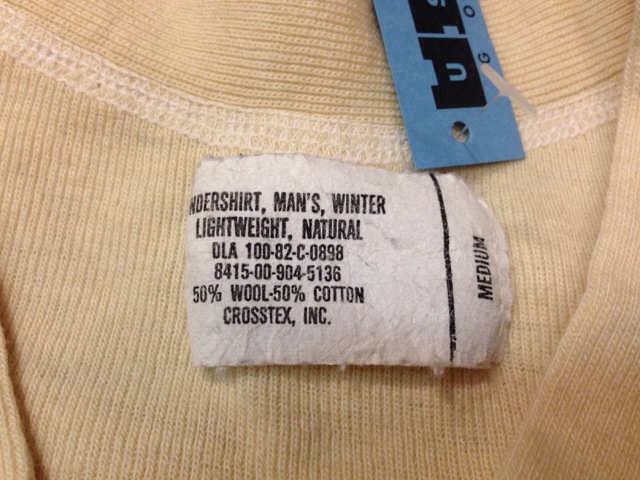 NDERSHIRT, MAN'S, WINTER
LIGHTWEIGHT, NATURAL
DLA 100-82-C-0898
8415-00-904-5136
50% WOOL-50% COTTON
CROSSTEX, INC.
MEDIUM